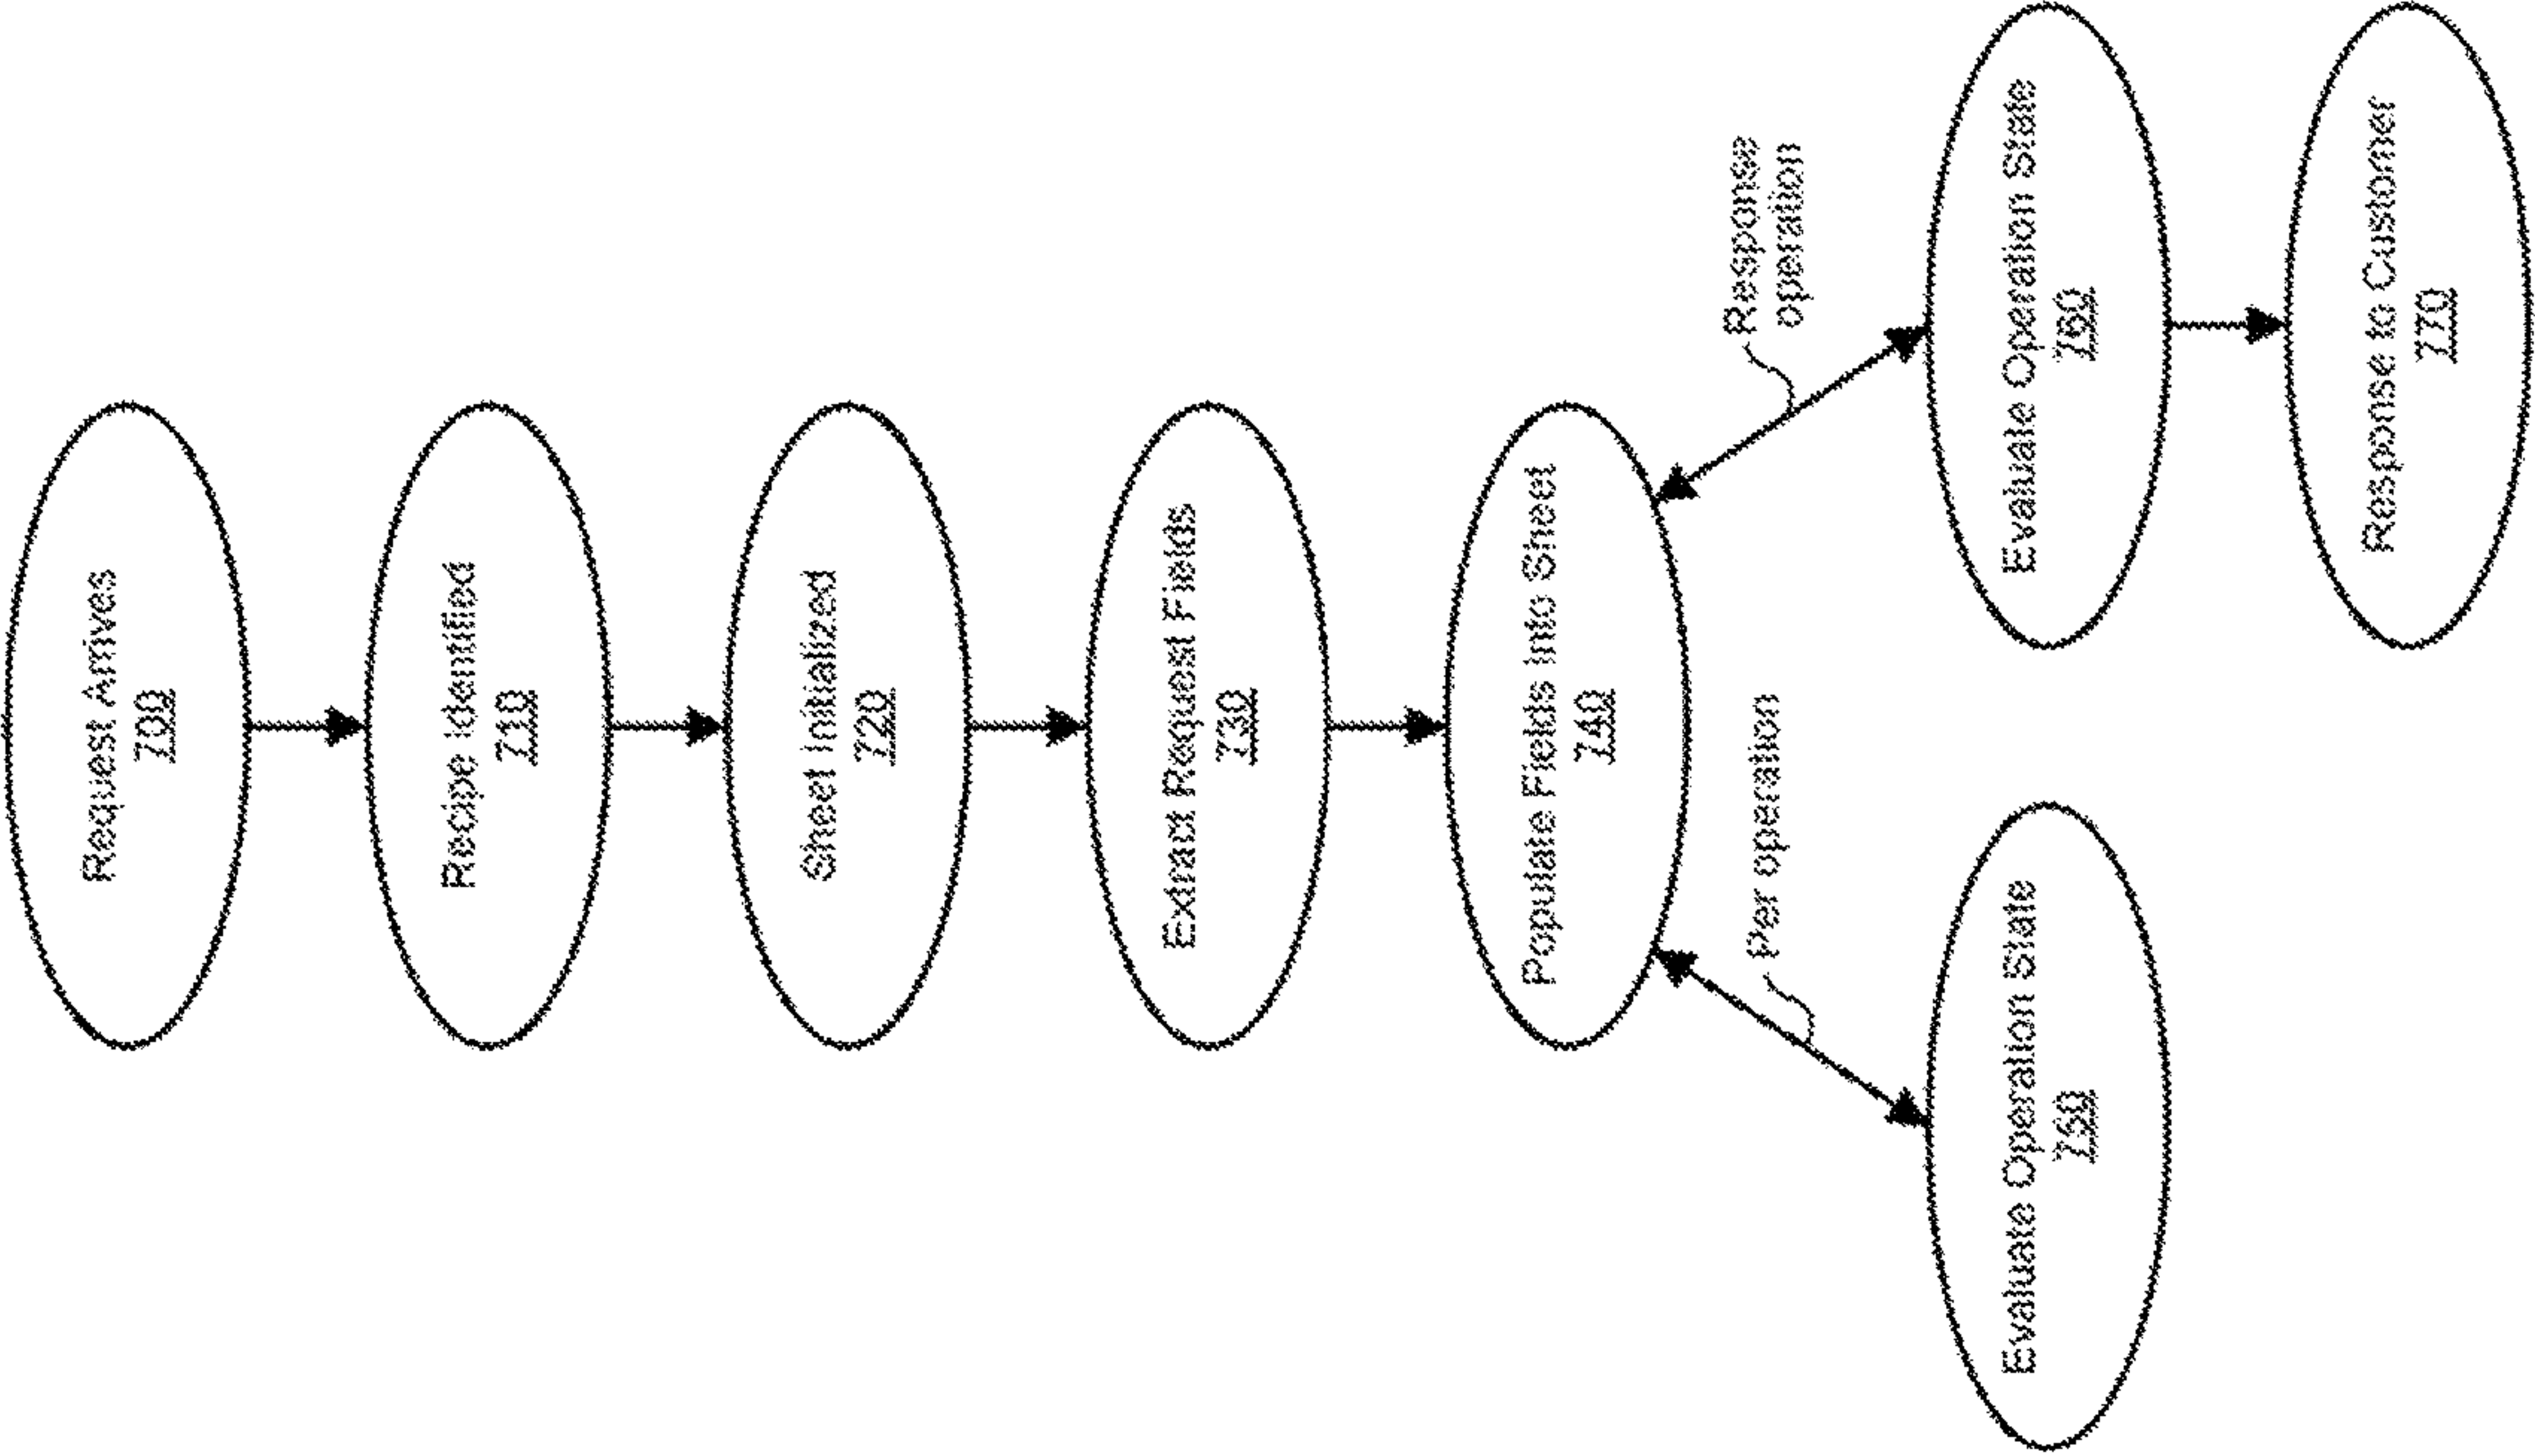 Request Arrives
700
Recipe Identified
710
Sheet Initialized
720
Extract Request Fields
730
Populate Fields into Sheet
740
Per operation
Response
operation
Evaluate Operation State
750
Evaluate Operation State
760
Response to Customer
770